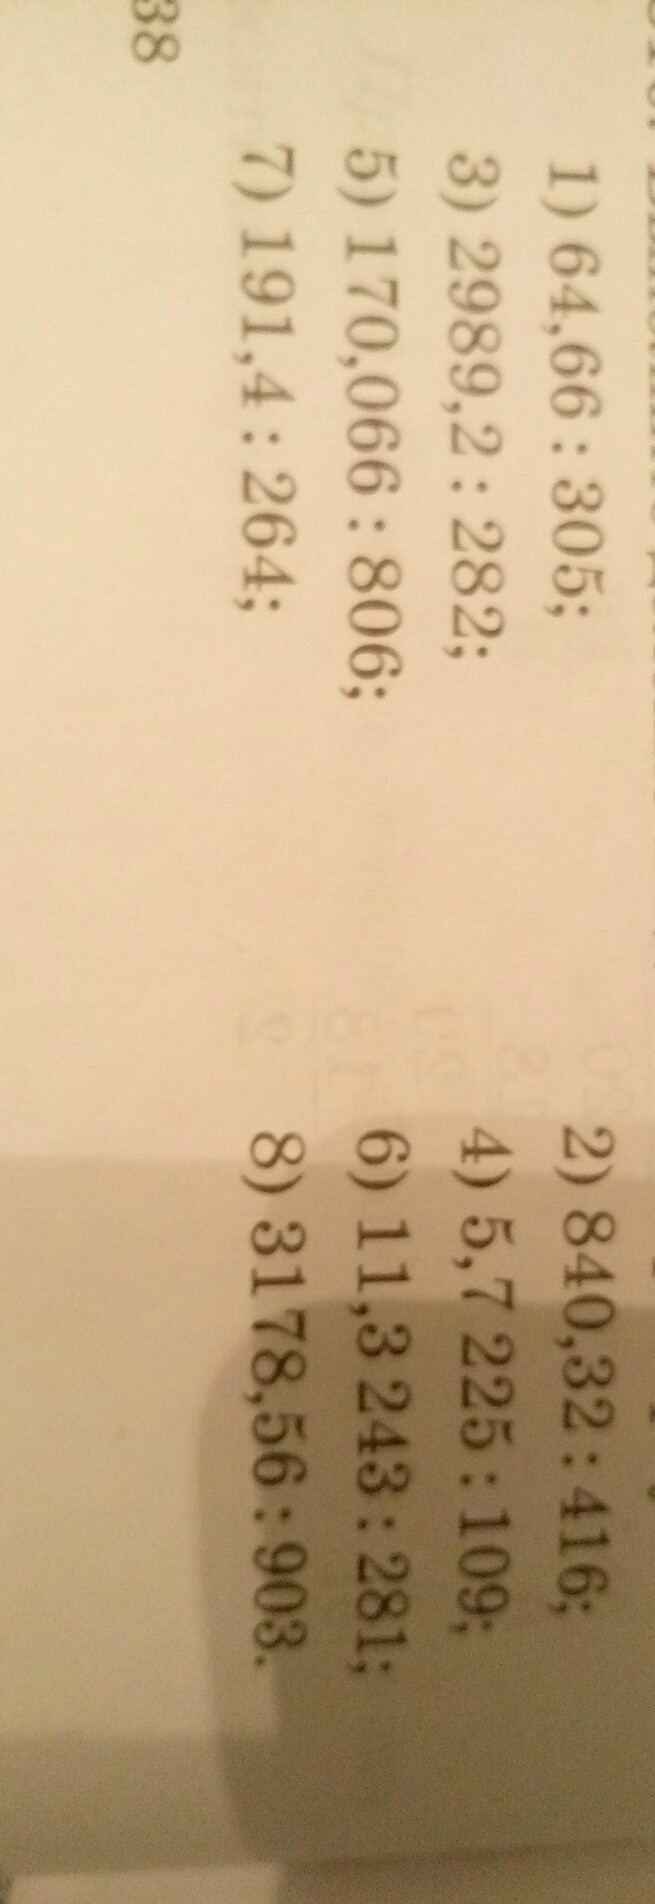 1) 64,66 : 305; 2) 840,32 : 416;
3) 2989,2 : 282; 4) 5,7 225 : 109;
5) 170,066 : 806; 6) 11,3 243 : 281;
7) 191,4 : 264; 8) 3178,56 : 903.
38